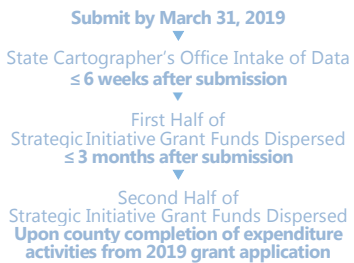 Submit by March 31, 2019
State Cartographer's Office Intake of Data
≤ 6 weeks after submission
First Half of
Strategic Initiative Grant Funds Dispersed
≤ 3 months after submission
Second Half of
Strategic Initiative Grant Funds Dispersed
Upon county completion of expenditure
activities from 2019 grant application